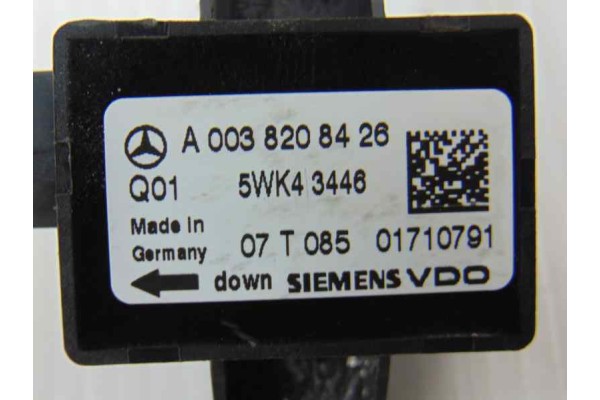 A 003 820 84 26
Q01 5WK4 3446
Made in
Germany 07 T 085 01710791
down SIEMENS VDO